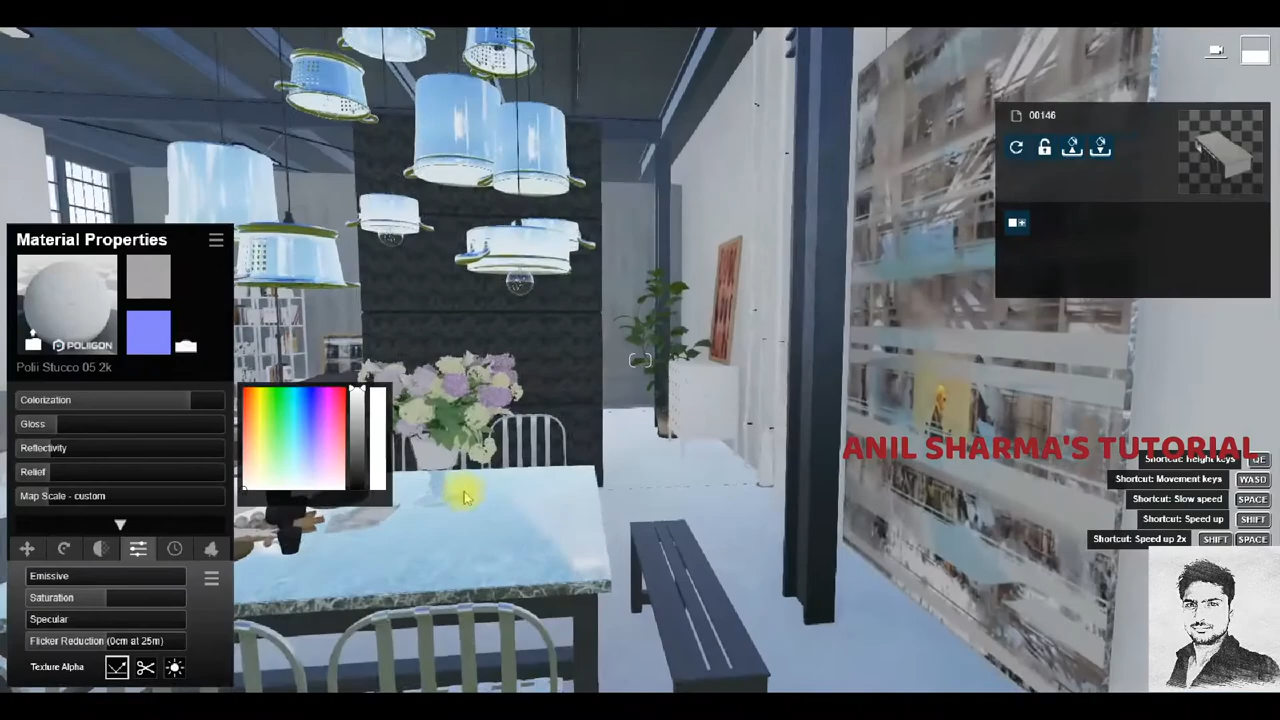 00146
Material Properties
POLIIGON
Polii Stucco 05 2k
Colorization
Gloss
Reflectivity
Relief
Map Scale - custom
Emissive
Saturation
Specular
Flicker Reduction (0cm at 25m)
Texture Alpha
ANIL SHARMA'S TUTORIAL
Shortcut: Height keys QE
Shortcut: Movement keys WASD
Shortcut: Slow speed SPACE
Shortcut: Speed up SHIFT
Shortcut: Speed up 2x SHIFT SPACE